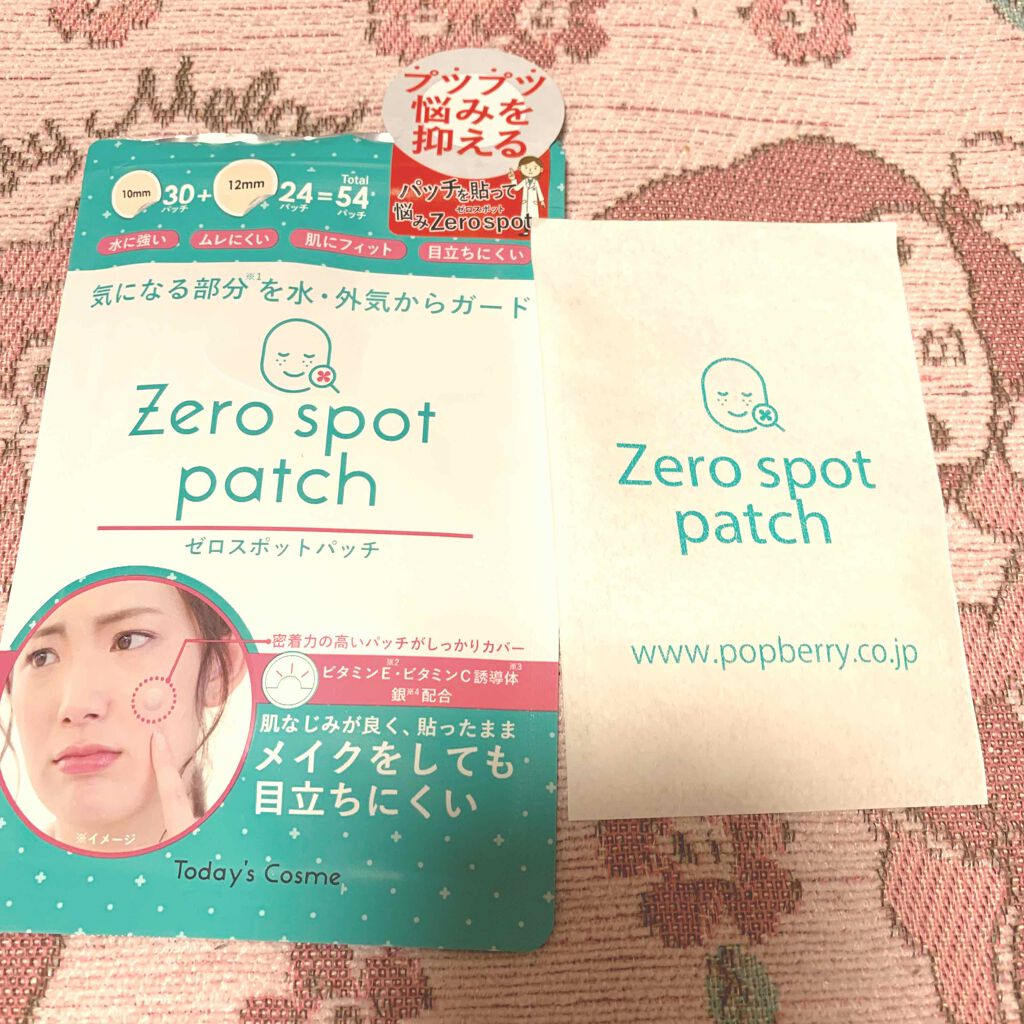 プツプツ
悩みを
抑える
パッチを貼って
ゼロスポット
悩みZerospot
10mm 30+ 12mm 24=54
パッチ パッチ Total パッチ
水に強い ムレにくい 肌にフィット 目立ちにくい
気になる部分※1を水・外気からガード
Zero spot
patch
ゼロスポットパッチ
密着力の高いパッチがしっかりカバー
ビタミンE※2・ビタミンC誘導体※3
銀※4配合
肌なじみが良く、貼ったまま
メイクをしても
目立ちにくい
※イメージ
Today's Cosme
Zero spot
patch
www.popberry.co.jp